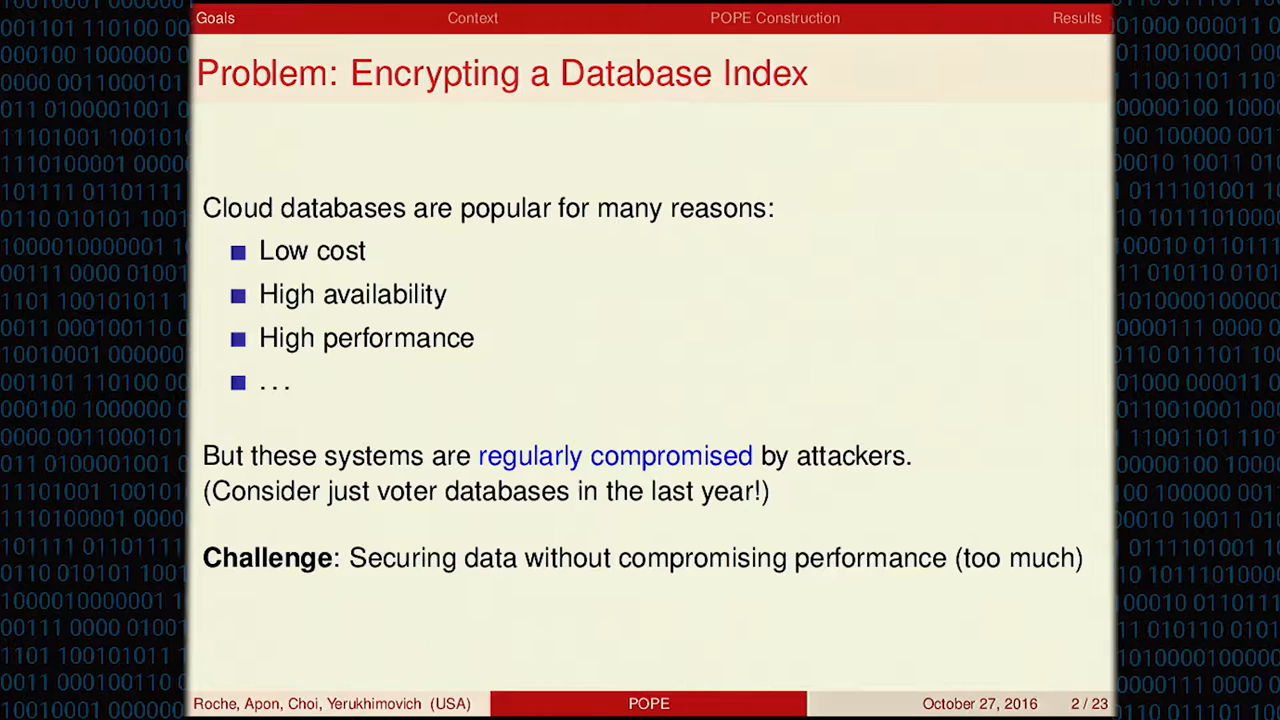 Goals Context POPE Construction Results
Problem: Encrypting a Database Index
Cloud databases are popular for many reasons:
Low cost
High availability
High performance
...
But these systems are regularly compromised by attackers.
(Consider just voter databases in the last year!)
Challenge: Securing data without compromising performance (too much)
Roche, Apon, Choi, Yerukhimovich (USA) POPE October 27, 2016 2 / 23